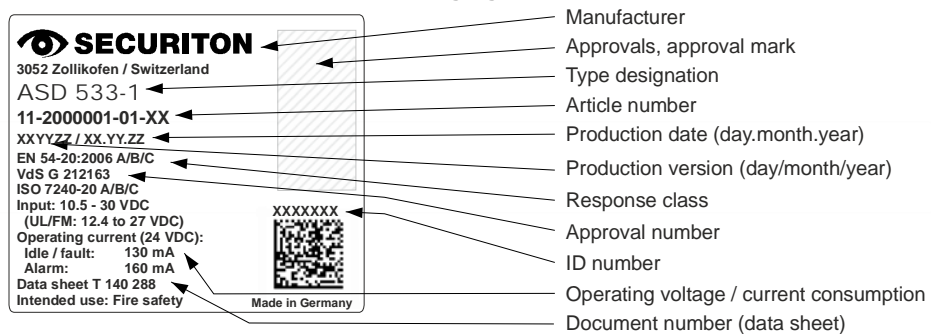 SECURITON
3052 Zollikofen / Switzerland
ASD 533-1
11-2000001-01-XX
XXYYZZ / XX.YY.ZZ
EN 54-20:2006 A/B/C
VdS G 212163
ISO 7240-20 A/B/C
Input: 10.5 - 30 VDC
(UL/FM: 12.4 to 27 VDC)
Operating current (24 VDC):
Idle / fault: 130 mA
Alarm: 160 mA
Data sheet T 140 288
Intended use: Fire safety
XXXXXXX
Made in Germany
Manufacturer
Approvals, approval mark
Type designation
Article number
Production date (day.month.year)
Production version (day/month/year)
Response class
Approval number
ID number
Operating voltage / current consumption
Document number (data sheet)